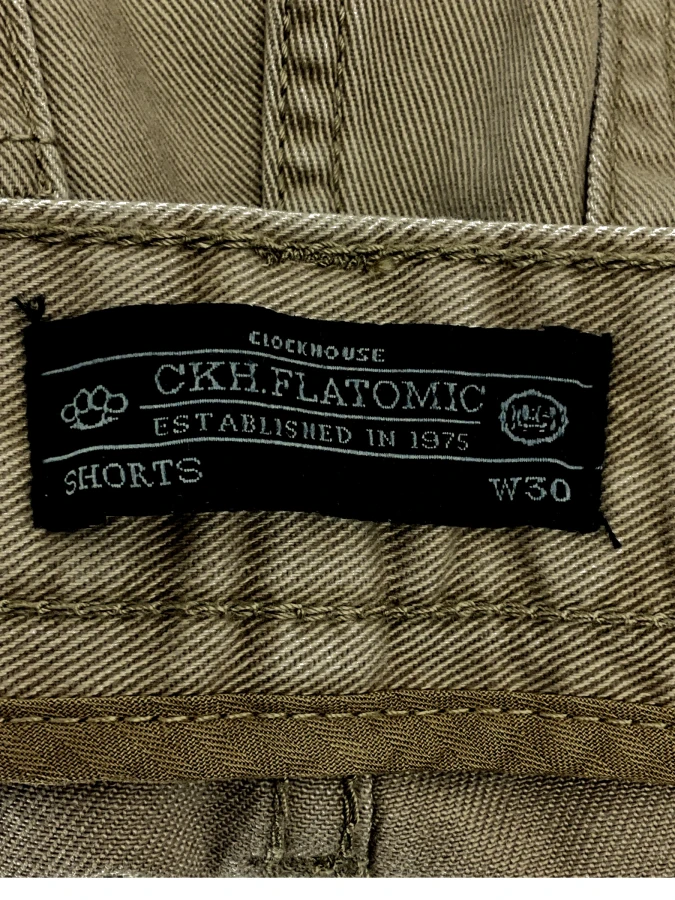 CLOCKHOUSE
CKH.FLATOMIC
ESTABLISHED IN 1975
SHORTS
W30